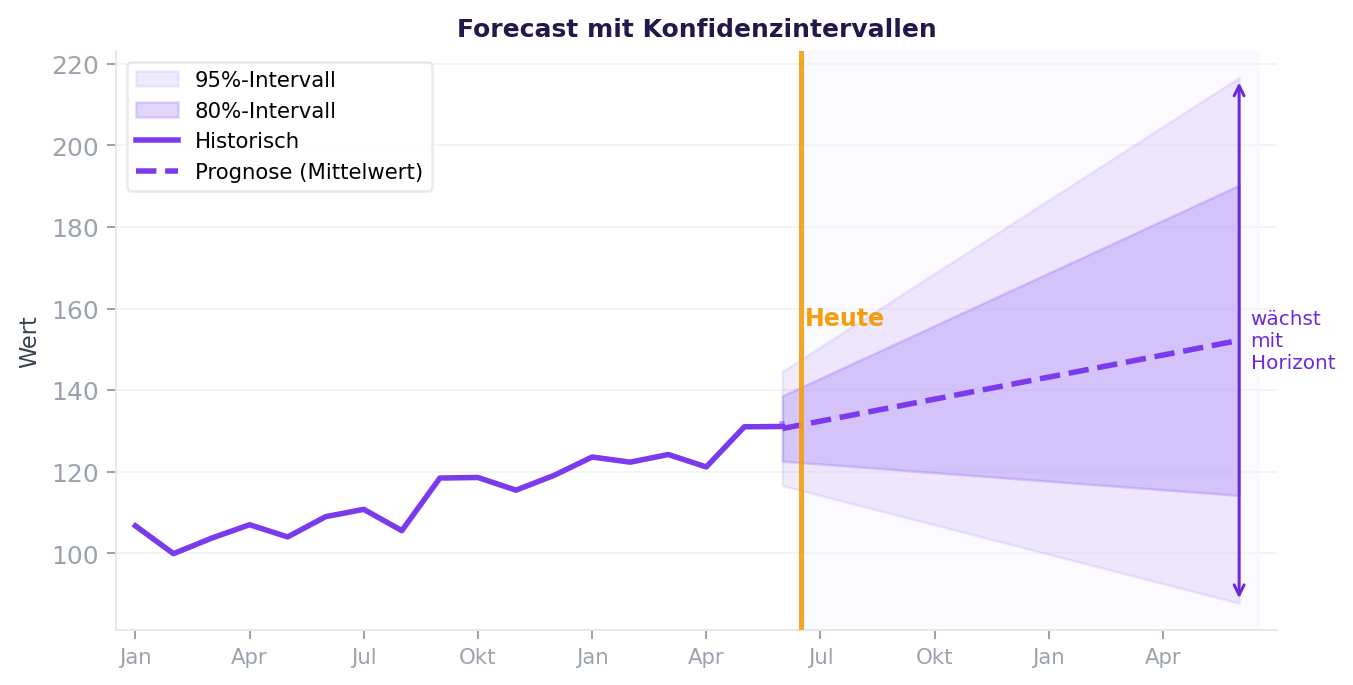 Forecast mit Konfidenzintervallen
95%-Intervall
80%-Intervall
Historisch
Prognose (Mittelwert)
Wert
220
200
180
160
140
120
100
Heute
wächst
mit
Horizont
Jan Apr Jul Okt Jan Apr Jul Okt Jan Apr